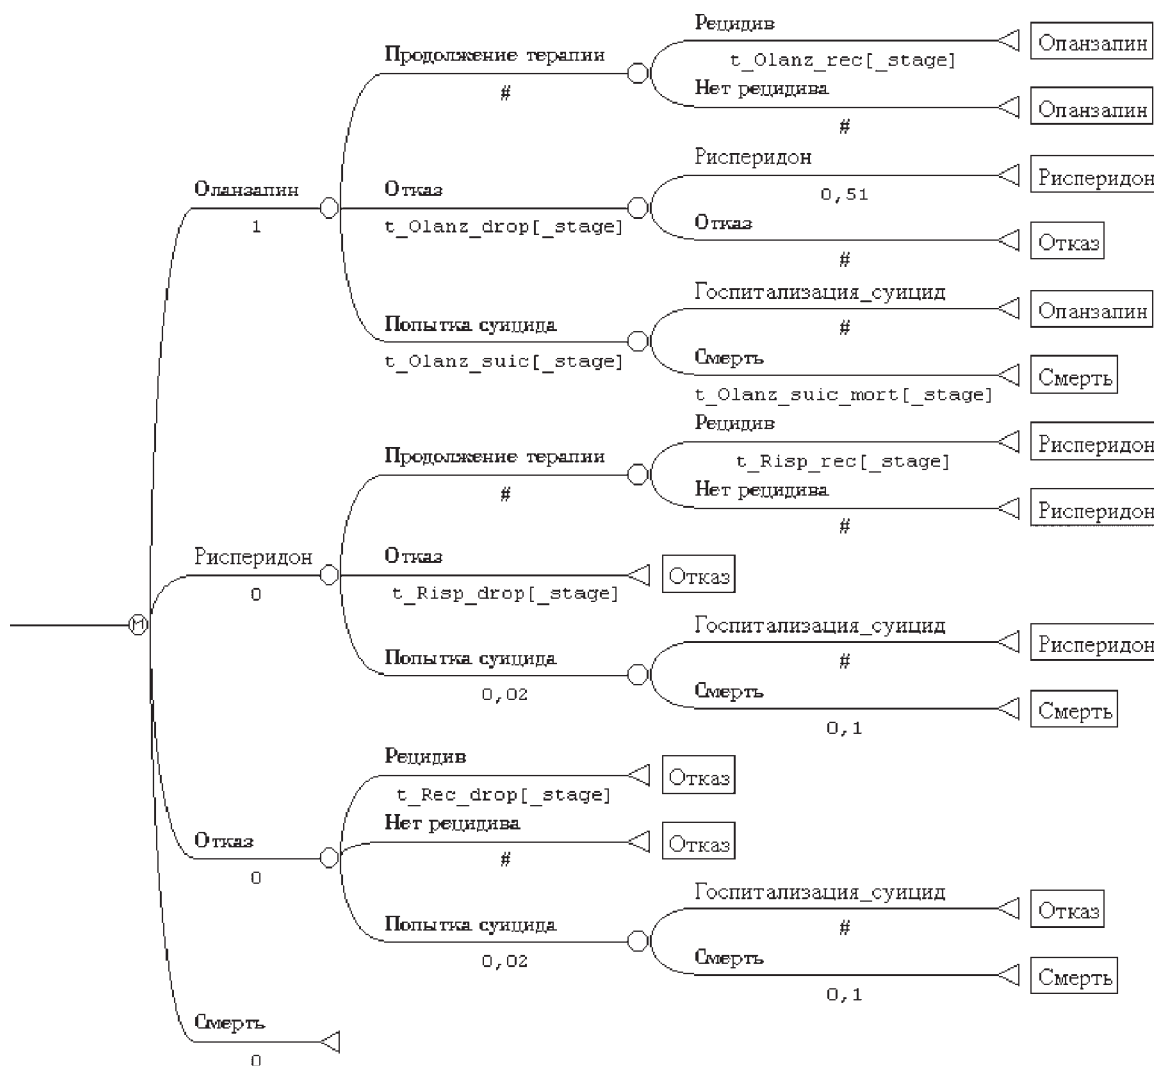 Рецидив
Продолжение терапии
Оланзапин
t_Olanz_rec[_stage]
#
Нет рецидива
Оланзапин
#
Рисперидон
Оланзапин
Отказ
Рисперидон
0,51
1
t_Olanz_drop[_stage]
Отказ
Отказ
#
Госпитализация_суицид
Попытка суицида
Оланзапин
#
t_Olanz_suic[_stage]
Смерть
Смерть
t_Olanz_suic_mort[_stage]
Рецидив
Продолжение терапии
Рисперидон
t_Risp_rec[_stage]
#
Нет рецидива
Рисперидон
#
Рисперидон
Отказ
Отказ
0
t_Risp_drop[_stage]
M
Госпитализация_суицид
Попытка суицида
Рисперидон
#
0,02
Смерть
Смерть
0,1
Рецидив
Отказ
t_Rec_drop[_stage]
Нет рецидива
Отказ
Отказ
#
0
Госпитализация_суицид
Попытка суицида
Отказ
#
0,02
Смерть
Смерть
0,1
Смерть
0